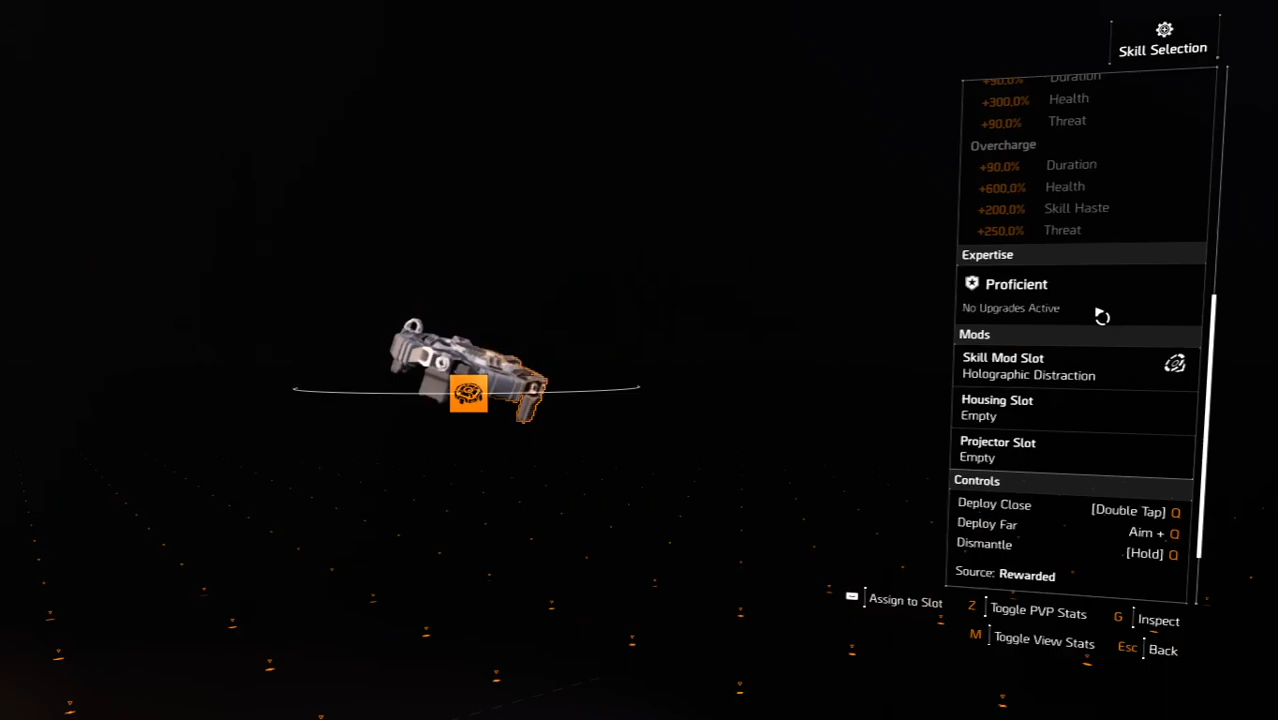 Skill Selection
+90.0% Duration
+300.0% Health
+90.0% Threat
Overcharge
+90.0% Duration
+600.0% Health
+200.0% Skill Haste
+250.0% Threat
Expertise
Proficient
No Upgrades Active
Mods
Skill Mod Slot
Holographic Distraction
Housing Slot
Empty
Projector Slot
Empty
Controls
Deploy Close [Double Tap] Q
Deploy Far Aim + Q
Dismantle [Hold] Q
Source: Rewarded
Assign to Slot
Z Toggle PVP Stats
G Inspect
M Toggle View Stats
Esc Back